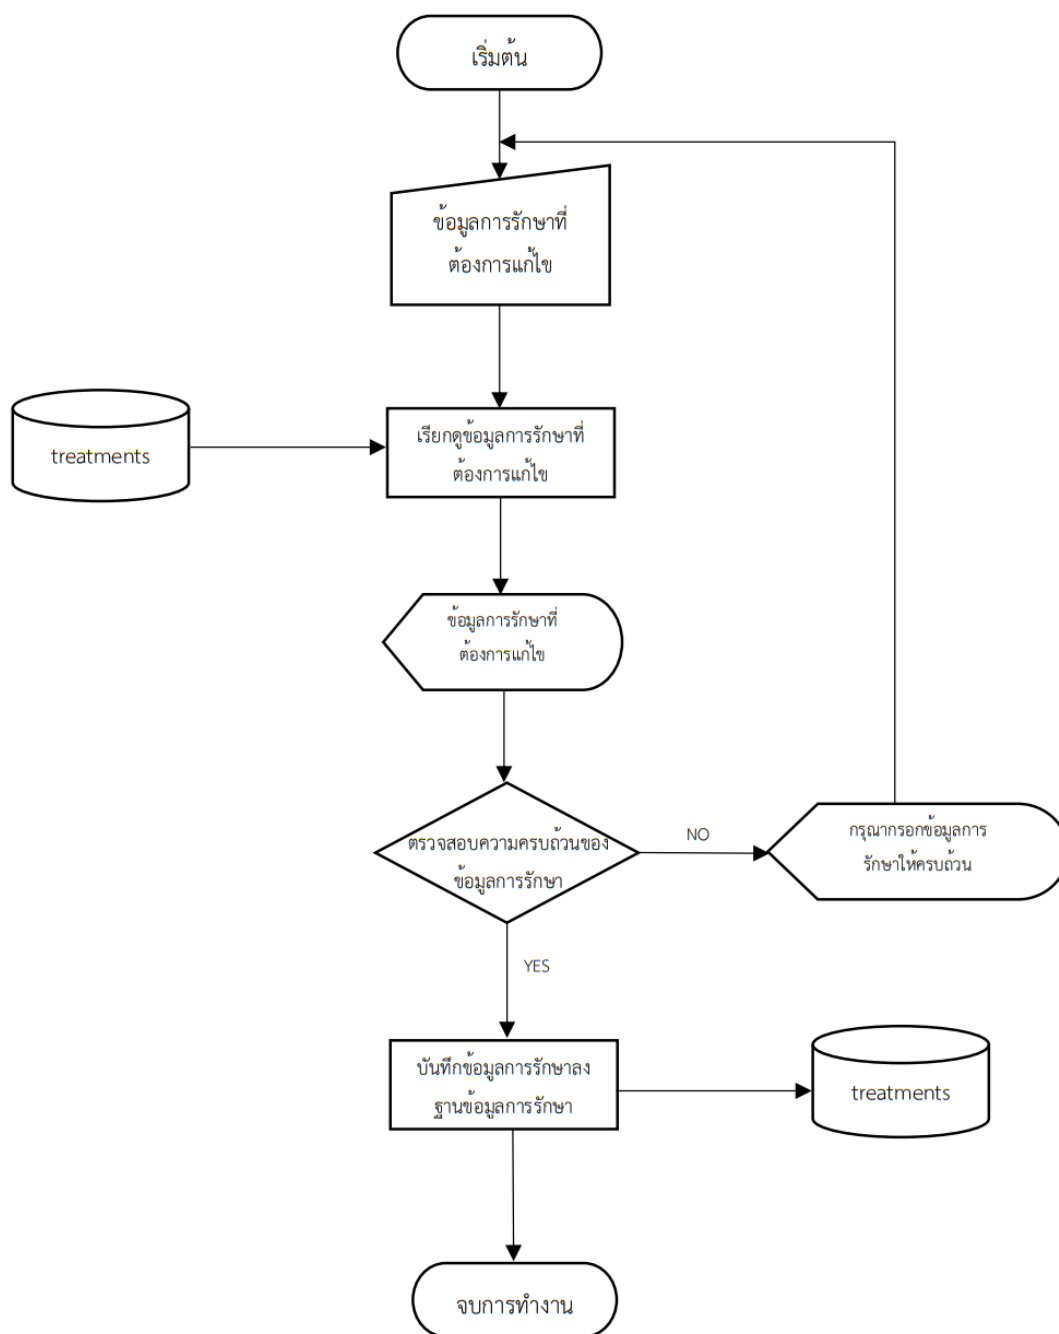 เริ่มต้น
ข้อมูลการรักษาที่
ต้องการแก้ไข
treatments
เรียกดูข้อมูลการรักษาที่
ต้องการแก้ไข
ข้อมูลการรักษาที่
ต้องการแก้ไข
ตรวจสอบความครบถ้วนของ
ข้อมูลการรักษา
NO
กรุณากรอกข้อมูลการ
รักษาให้ครบถ้วน
YES
บันทึกข้อมูลการรักษาลง
ฐานข้อมูลการรักษา
treatments
จบการทำงาน